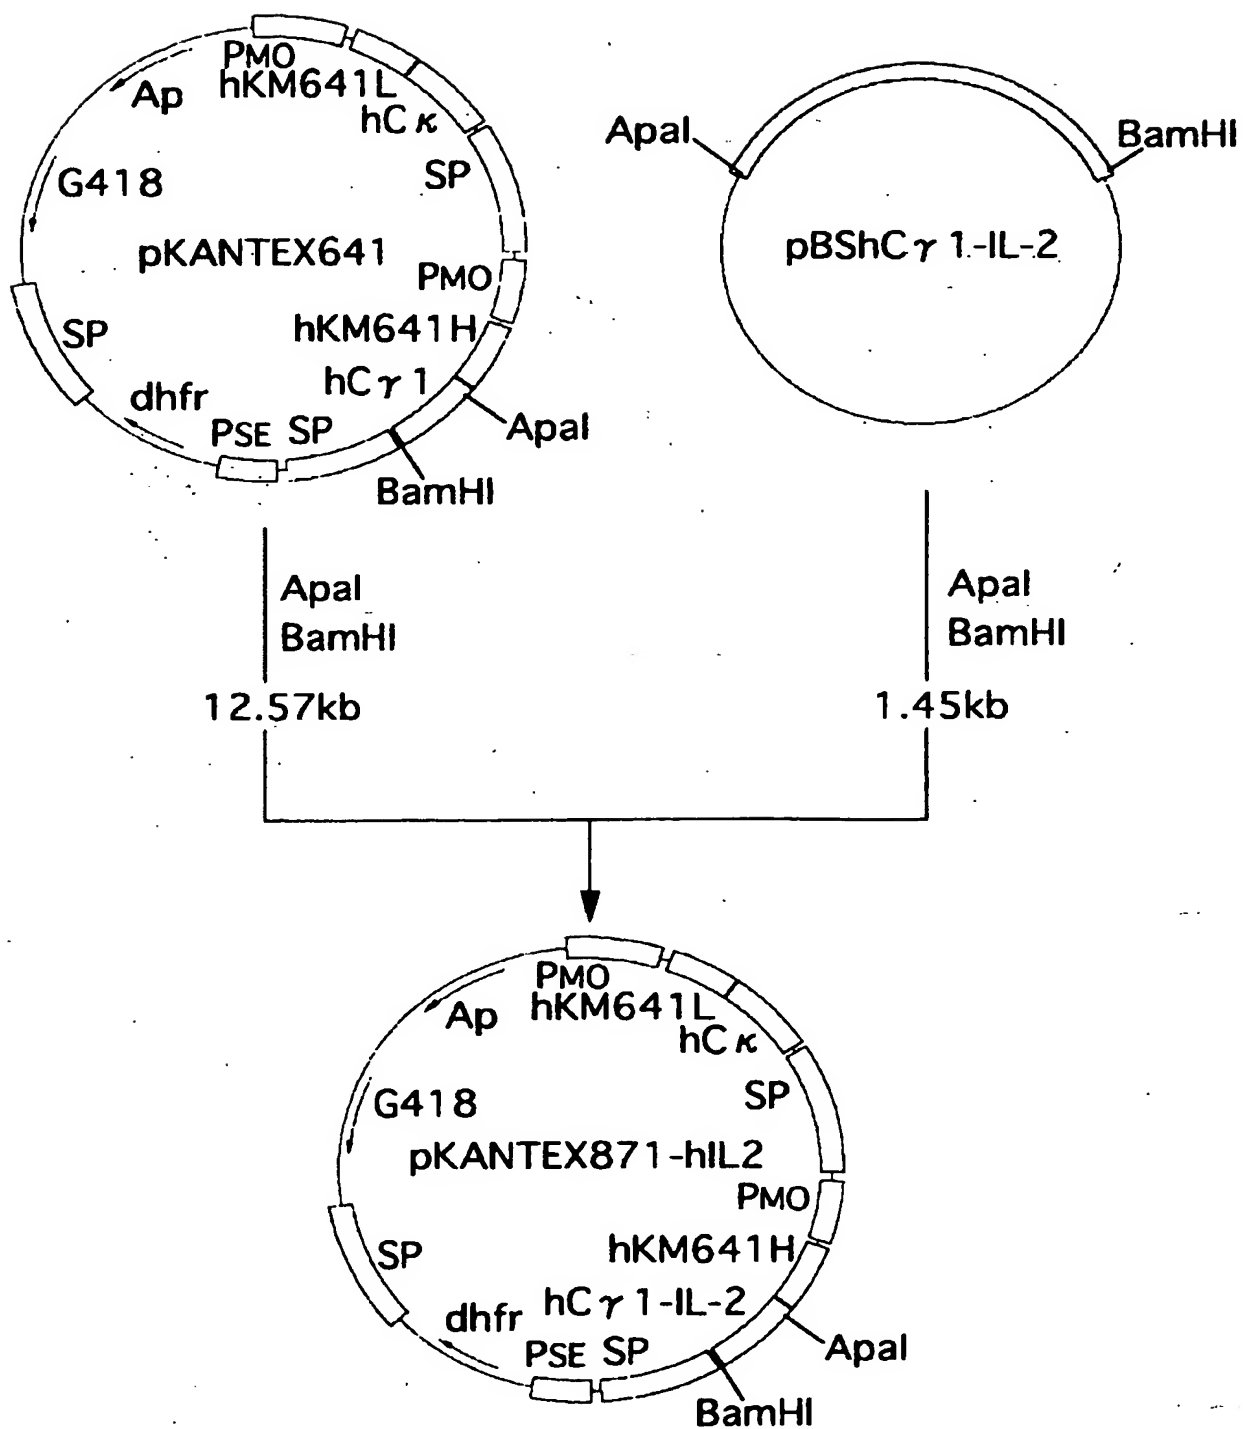 PMO
hKM641L
hCκ
Ap
SP
G418
pKANTEX641
PMO
hKM641H
SP
hCγ1
dhfr
ApaI
PSE SP
BamHI
ApaI
BamHI
pBShCγ1-IL-2
ApaI
BamHI
12.57kb
ApaI
BamHI
1.45kb
PMO
hKM641L
hCκ
Ap
SP
G418
pKANTEX871-hIL2
PMO
hKM641H
SP
hCγ1-IL-2
dhfr
ApaI
PSE SP
BamHI